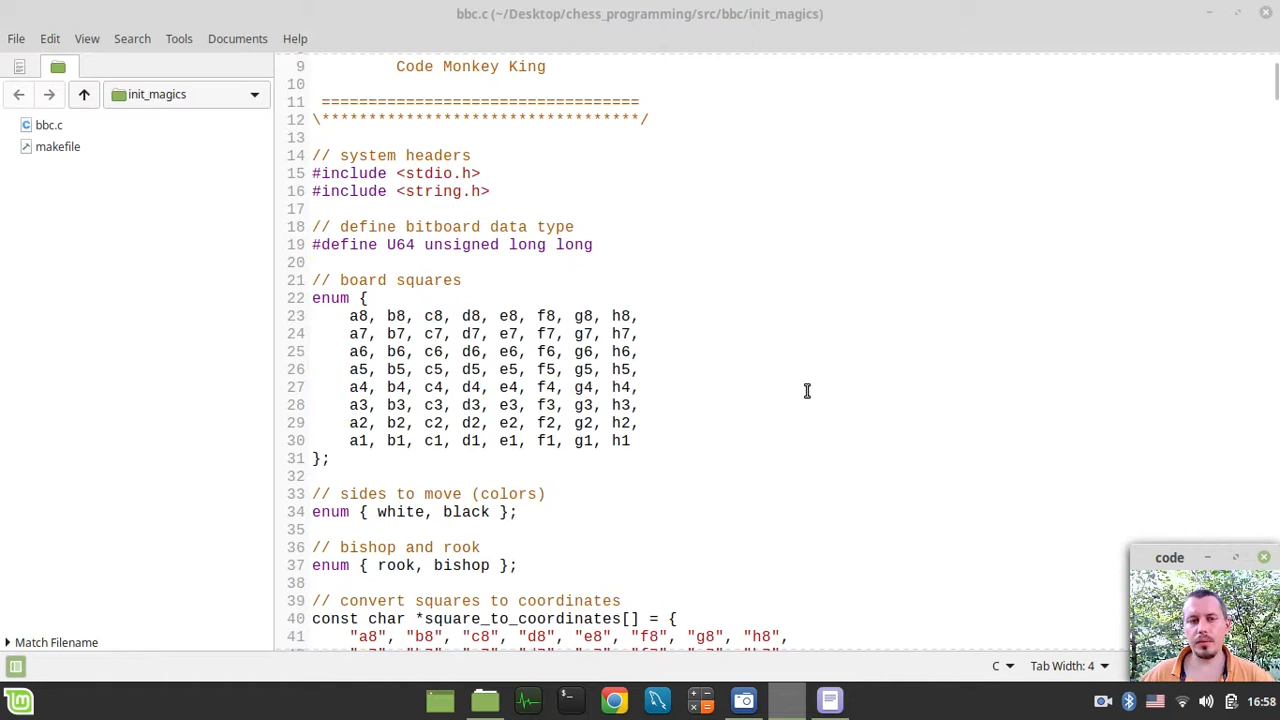 bbc.c (~/Desktop/chess_programming/src/bbc/init_magics)
File Edit View Search Tools Documents Help
init_magics
bbc.c
makefile
9 Code Monkey King
10
11 =================================
12 \**********************************/
13
14 // system headers
15 #include <stdio.h>
16 #include <string.h>
17
18 // define bitboard data type
19 #define U64 unsigned long long
20
21 // board squares
22 enum {
23 a8, b8, c8, d8, e8, f8, g8, h8,
24 a7, b7, c7, d7, e7, f7, g7, h7,
25 a6, b6, c6, d6, e6, f6, g6, h6,
26 a5, b5, c5, d5, e5, f5, g5, h5,
27 a4, b4, c4, d4, e4, f4, g4, h4,
28 a3, b3, c3, d3, e3, f3, g3, h3,
29 a2, b2, c2, d2, e2, f2, g2, h2,
30 a1, b1, c1, d1, e1, f1, g1, h1
31 };
32
33 // sides to move (colors)
34 enum { white, black };
35
36 // bishop and rook
37 enum { rook, bishop };
38
39 // convert squares to coordinates
40 const char *square_to_coordinates[] = {
41 "a8", "b8", "c8", "d8", "e8", "f8", "g8", "h8",
code
Match Filename
C Tab Width: 4
16:58